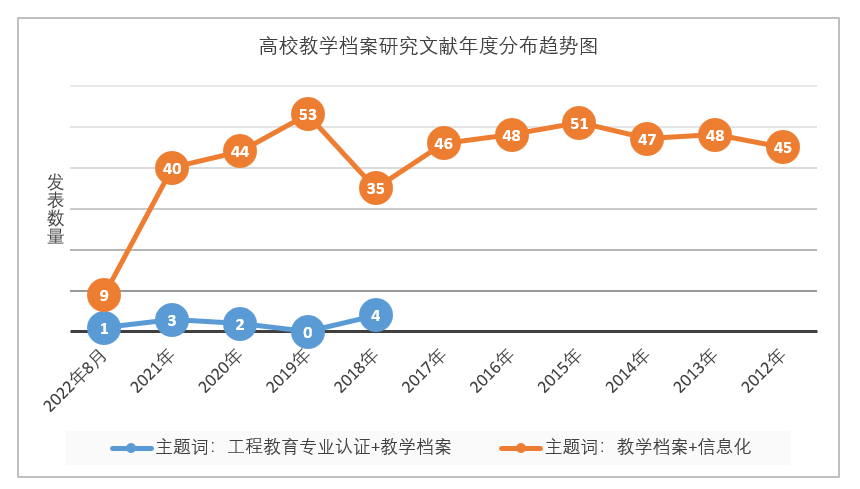 高校教学档案研究文献年度分布趋势图
发表数量
53
51
48
48
46
47
45
44
40
35
9
1
3
2
0
4
2022年8月
2021年
2020年
2019年
2018年
2017年
2016年
2015年
2014年
2013年
2012年
主题词：工程教育专业认证+教学档案
主题词：教学档案+信息化